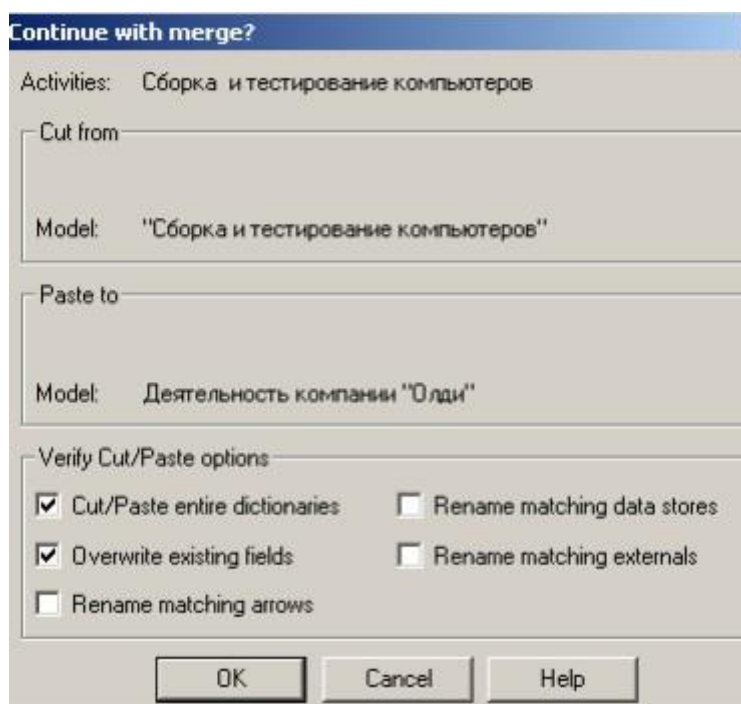 Continue with merge?
Activities: Сборка и тестирование компьютеров
Cut from
Model: "Сборка и тестирование компьютеров"
Paste to
Model: Деятельность компании "Олди"
Verify Cut/Paste options
Cut/Paste entire dictionaries Rename matching data stores
Overwrite existing fields Rename matching externals
Rename matching arrows
OK Cancel Help